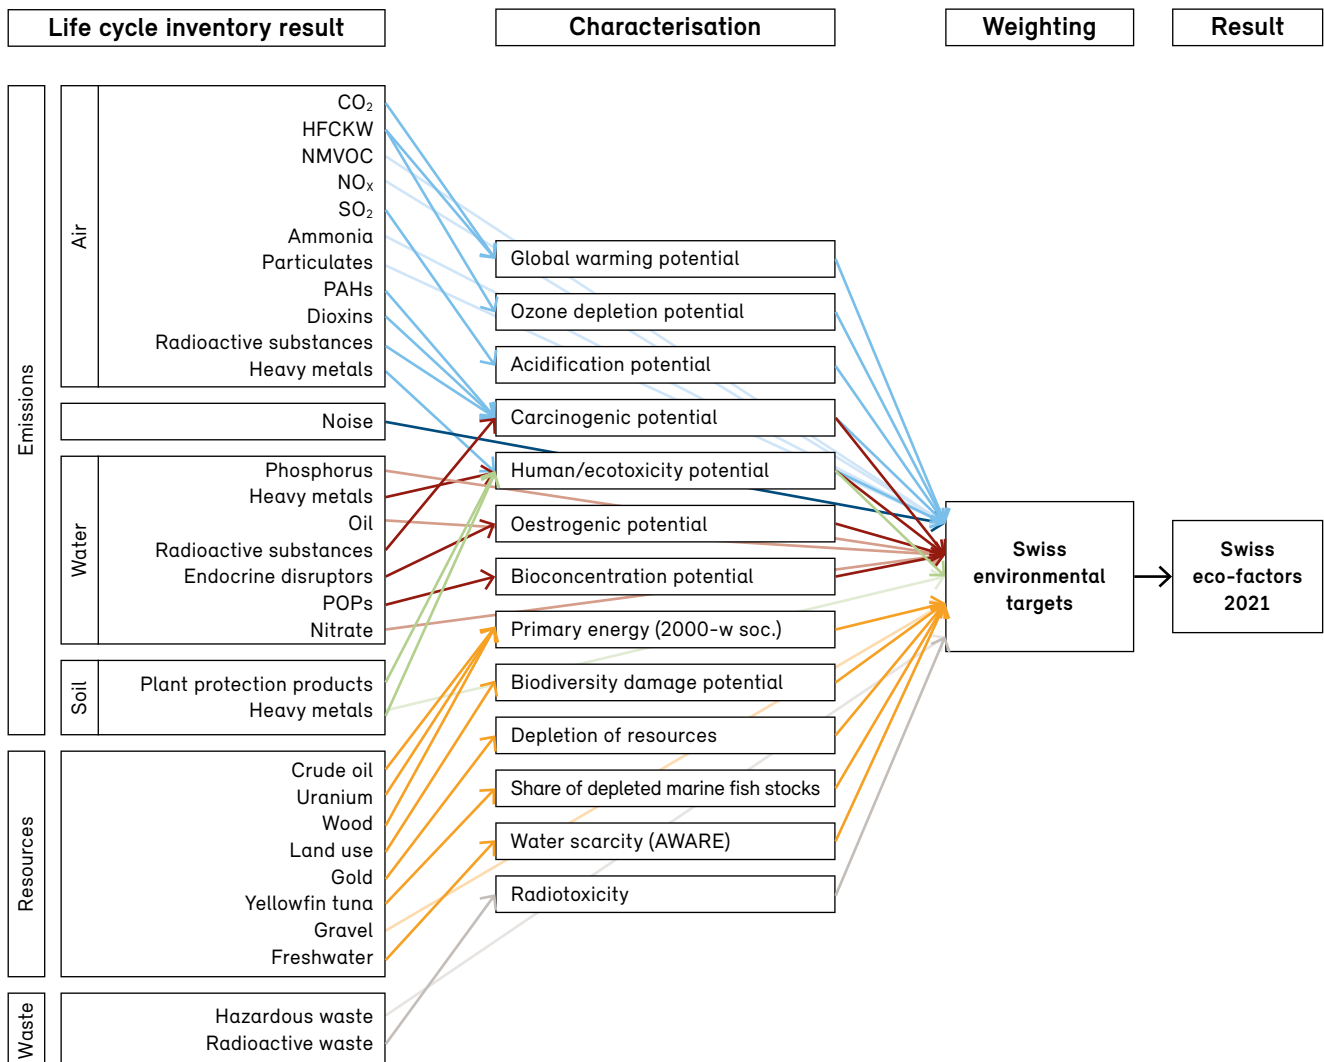 Life cycle inventory result
Characterisation
Weighting
Result
Emissions
Air
CO₂
HFCKW
NMVOC
NOₓ
SO₂
Ammonia
Particulates
PAHs
Dioxins
Radioactive substances
Heavy metals
Noise
Water
Phosphorus
Heavy metals
Oil
Radioactive substances
Endocrine disruptors
POPs
Nitrate
Soil
Plant protection products
Heavy metals
Resources
Crude oil
Uranium
Wood
Land use
Gold
Yellowfin tuna
Gravel
Freshwater
Waste
Hazardous waste
Radioactive waste
Global warming potential
Ozone depletion potential
Acidification potential
Carcinogenic potential
Human/ecotoxicity potential
Oestrogenic potential
Bioconcentration potential
Primary energy (2000-w soc.)
Biodiversity damage potential
Depletion of resources
Share of depleted marine fish stocks
Water scarcity (AWARE)
Radiotoxicity
Swiss
environmental
targets
Swiss
eco-factors
2021